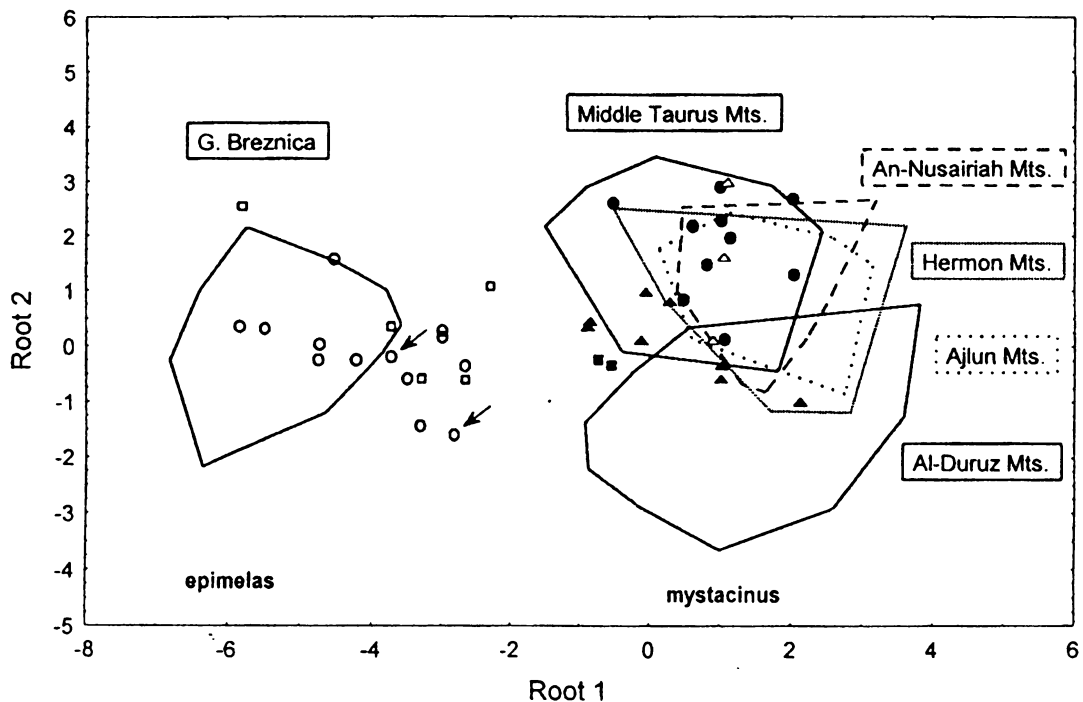 6
5
4
3
2
1
0
-1
-2
-3
-4
-5
Root 2
G. Breznica
Middle Taurus Mts.
An-Nusairiah Mts.
Hermon Mts.
Ajlun Mts.
Al-Duruz Mts.
epimelas
mystacinus
-8
-6
-4
-2
0
2
4
6
Root 1